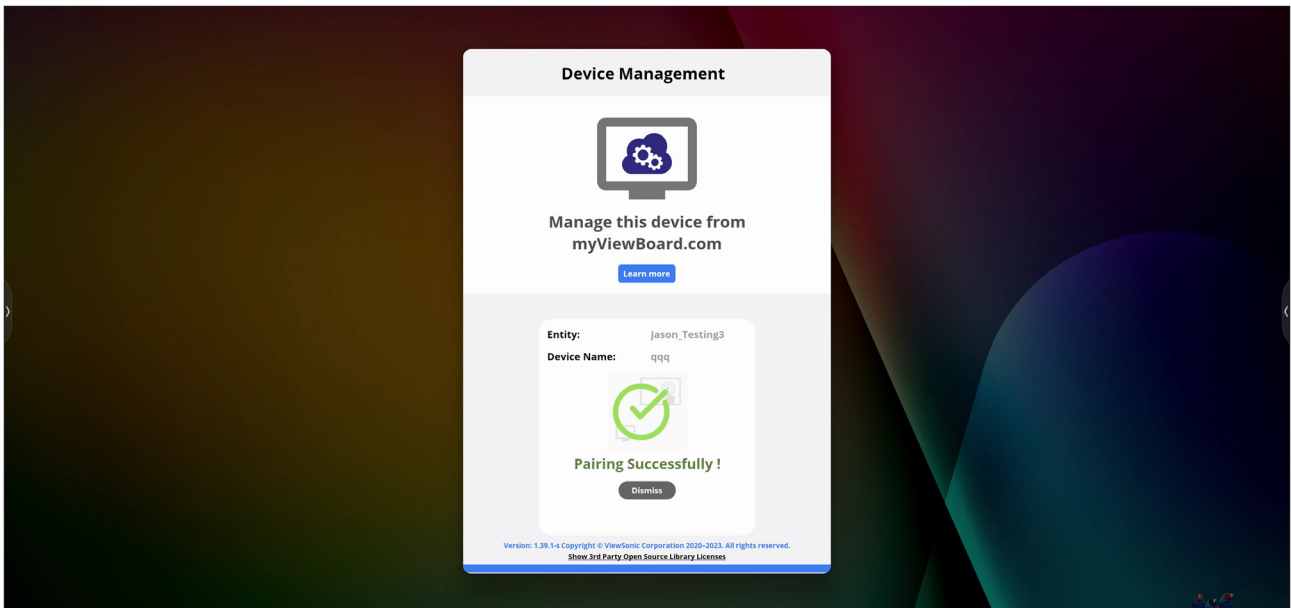 Device Management
Manage this device from
myViewBoard.com
Learn more
Entity: Jason_Testing3
Device Name: qqq
Pairing Successfully !
Dismiss
Version: 1.39.1-s Copyright © ViewSonic Corporation 2020–2023. All rights reserved.
Show 3rd Party Open Source Library Licenses